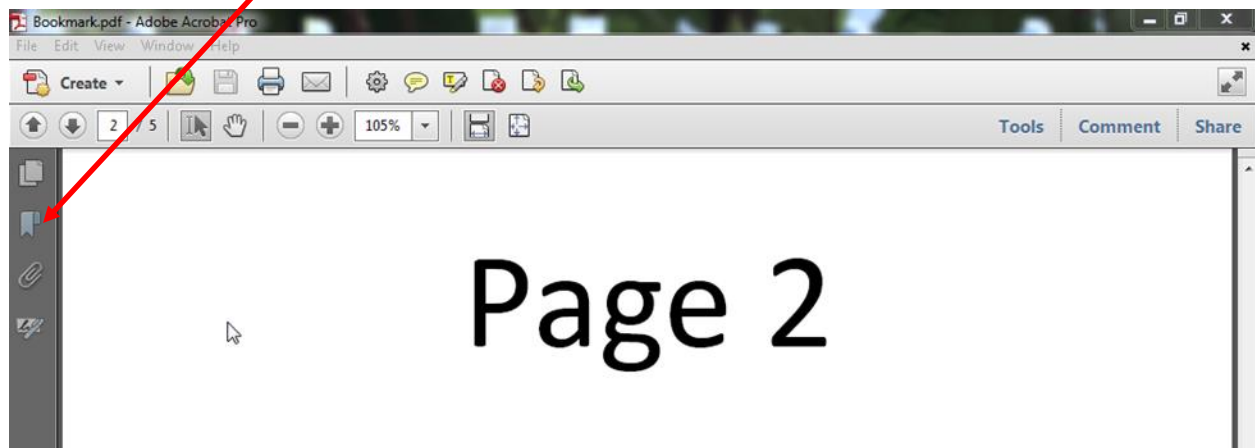 Bookmark.pdf - Adobe Acrobat Pro
File Edit View Window Help
Create
2 / 5 105% Tools Comment Share
Page 2